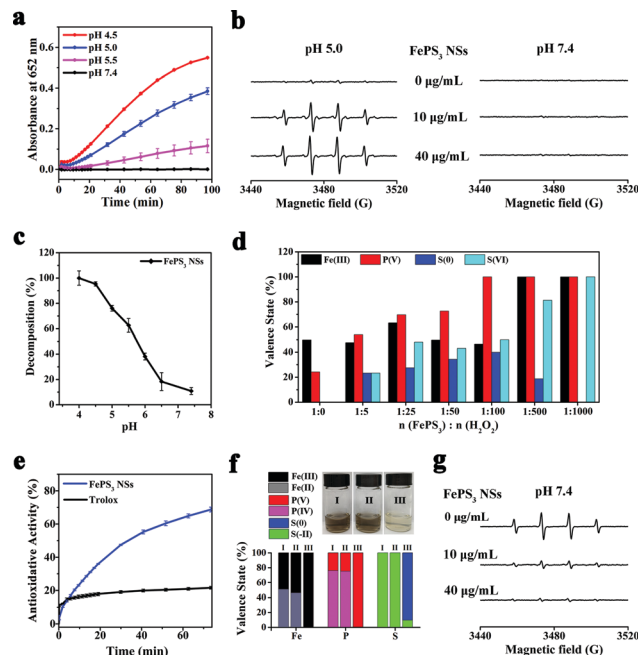 a
pH 4.5
pH 5.0
pH 5.5
pH 7.4
Absorbance at 652 nm
0.6
0.4
0.2
0.0
0 20 40 60 80 100
Time (min)
b
pH 5.0 FePS3 NSs pH 7.4
0 μg/mL
10 μg/mL
40 μg/mL
3440 3480 3520 3440 3480 3520
Magnetic field (G) Magnetic field (G)
c
FePS3 NSs
Decomposition (%)
120
100
80
60
40
20
0
3 4 5 6 7 8
pH
d
Fe(III) P(V) S(0) S(VI)
Valence State (%)
120
100
80
60
40
20
0
1:0 1:5 1:25 1:50 1:100 1:500 1:1000
n (FePS3) : n (H2O2)
e
FePS3 NSs
Trolox
Antioxidative Activity (%)
80
60
40
20
0
0 20 40 60
Time (min)
f
Fe(III)
Fe(II)
P(V)
P(IV)
S(0)
S(-II)
I II III
Valence State (%)
100
80
60
40
20
0
I II III I II III I II III
Fe P S
g
FePS3 NSs pH 7.4
0 μg/mL
10 μg/mL
40 μg/mL
3440 3480 3520
Magnetic field (G)